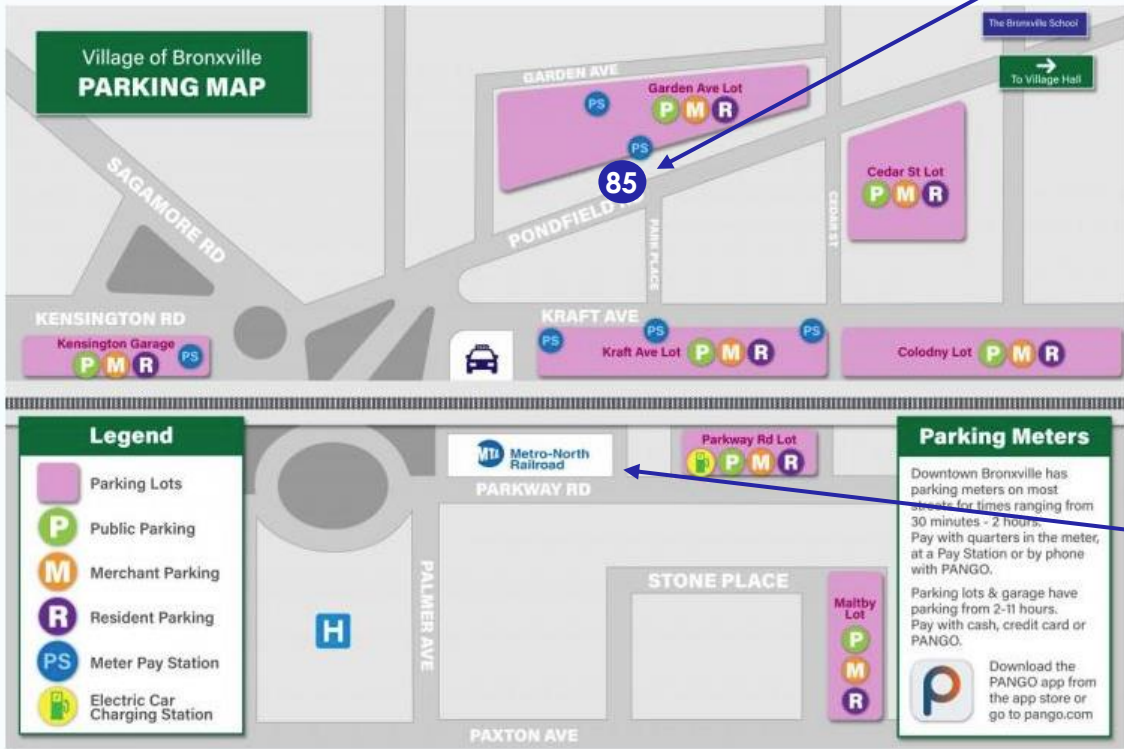 Village of Bronxville
PARKING MAP
The Bronxville School
→
To Village Hall
GARDEN AVE
Garden Ave Lot
PS
P M R
PS
85
Cedar St Lot
P M R
SAGAMORE RD
PONDFIELD
PARK PLACE
CEDAR ST
KENSINGTON RD
KRAFT AVE
Kensington Garage
P M R PS
PS
PS
PS
Kraft Ave Lot P M R
Colodny Lot P M R
Legend
Parking Lots
P Public Parking
M Merchant Parking
R Resident Parking
PS Meter Pay Station
Electric Car
Charging Station
MTA Metro-North
Railroad
Parkway Rd Lot
P M R
PARKWAY RD
PALMER AVE
STONE PLACE
H
Maltby
Lot
P
M
R
PAXTON AVE
Parking Meters
Downtown Bronxville has
parking meters on most
streets for times ranging from
30 minutes - 2 hours.
Pay with quarters in the meter,
at a Pay Station or by phone
with PANGO.
Parking lots & garage have
parking from 2-11 hours.
Pay with cash, credit card or
PANGO.
Download the
PANGO app from
the app store or
go to pango.com